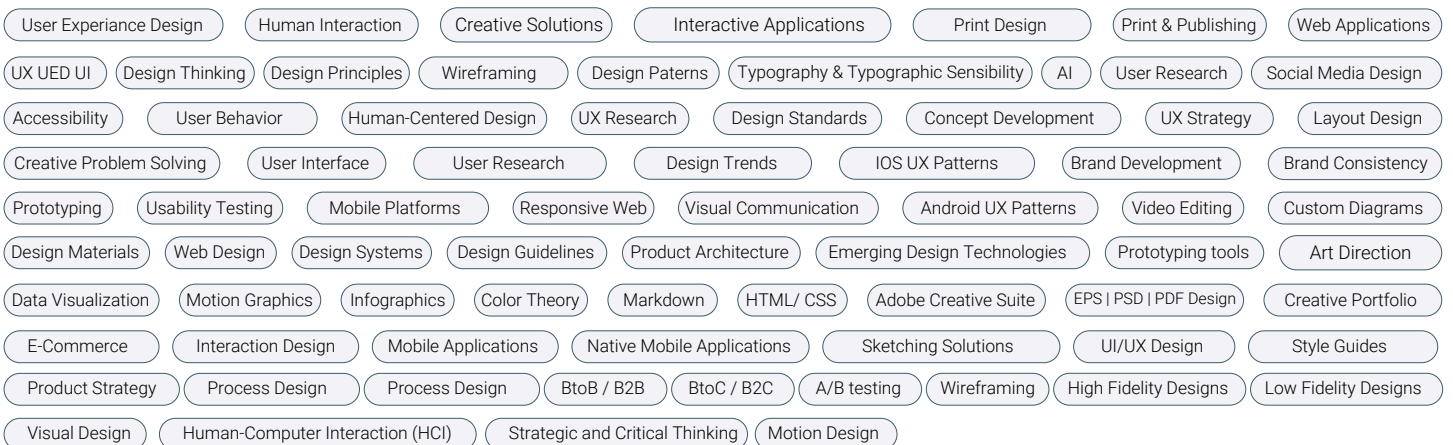 User Experiance Design Human Interaction Creative Solutions Interactive Applications Print Design Print & Publishing Web Applications
UX UED UI Design Thinking Design Principles Wireframing Design Paterns Typography & Typographic Sensibility AI User Research Social Media Design
Accessibility User Behavior Human-Centered Design UX Research Design Standards Concept Development UX Strategy Layout Design
Creative Problem Solving User Interface User Research Design Trends IOS UX Patterns Brand Development Brand Consistency
Prototyping Usability Testing Mobile Platforms Responsive Web Visual Communication Android UX Patterns Video Editing Custom Diagrams
Design Materials Web Design Design Systems Design Guidelines Product Architecture Emerging Design Technologies Prototyping tools Art Direction
Data Visualization Motion Graphics Infographics Color Theory Markdown HTML/ CSS Adobe Creative Suite EPS | PSD | PDF Design Creative Portfolio
E-Commerce Interaction Design Mobile Applications Native Mobile Applications Sketching Solutions UI/UX Design Style Guides
Product Strategy Process Design Process Design BtoB / B2B BtoC / B2C A/B testing Wireframing High Fidelity Designs Low Fidelity Designs
Visual Design Human-Computer Interaction (HCI) Strategic and Critical Thinking Motion Design